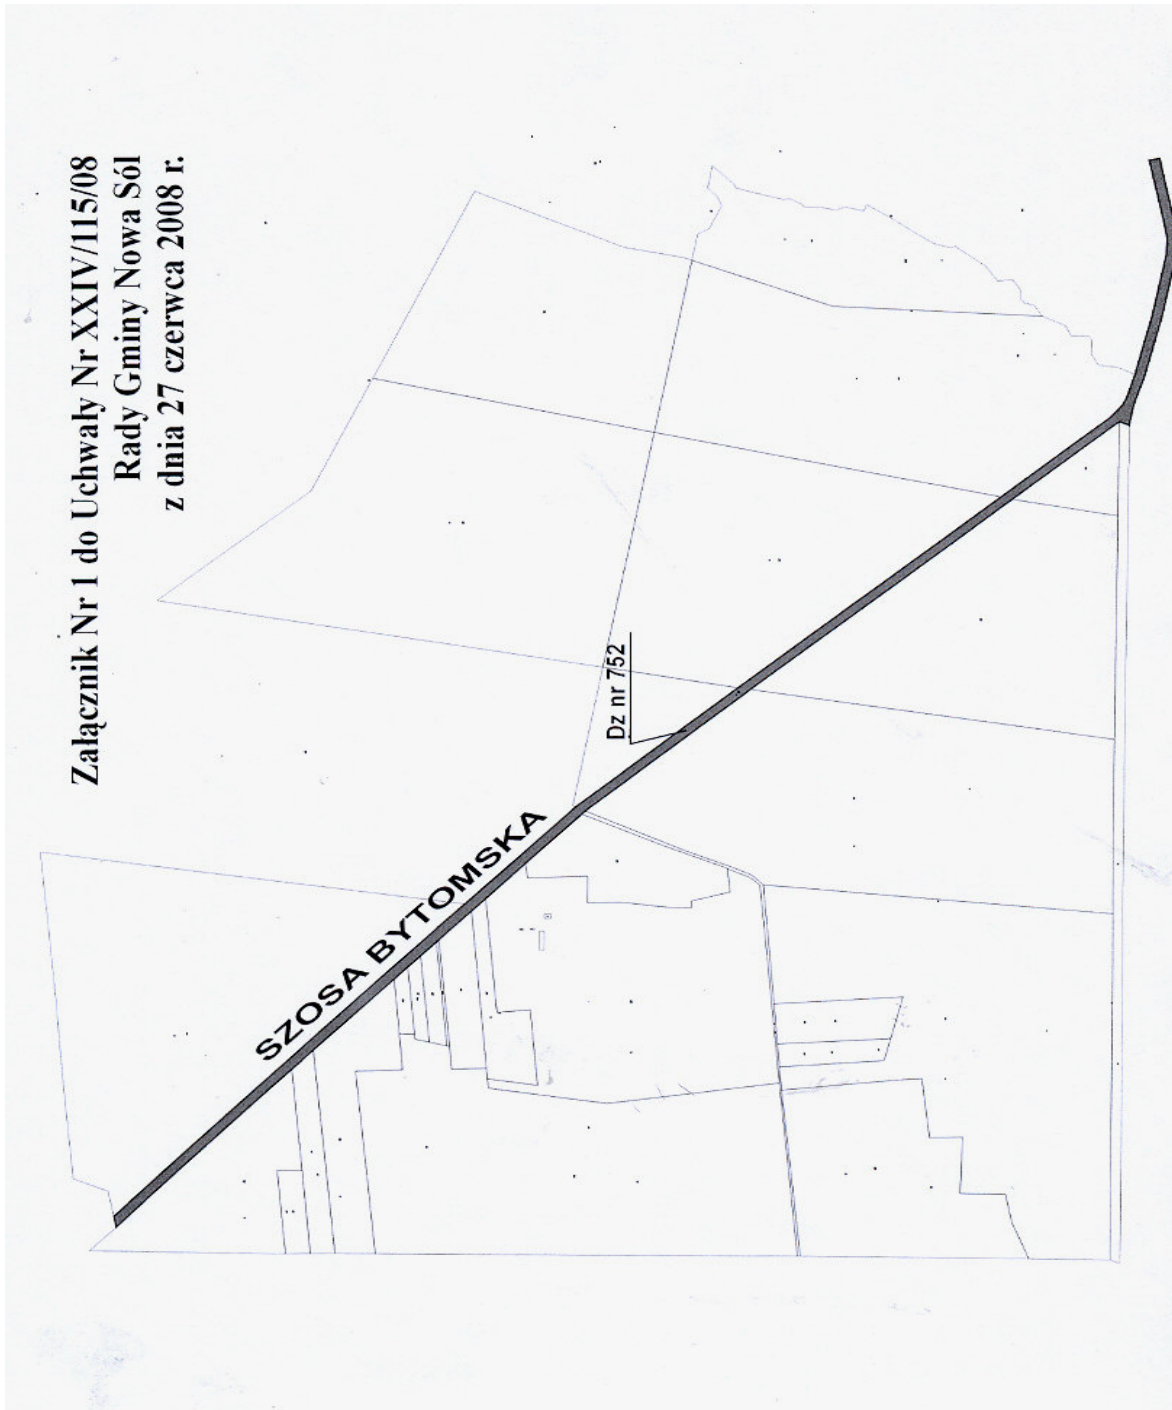 Załącznik Nr 1 do Uchwały Nr XXIV/115/08
Rady Gminy Nowa Sól
z dnia 27 czerwca 2008 r.
SZOSA BYTOMSKA
Dz nr 752